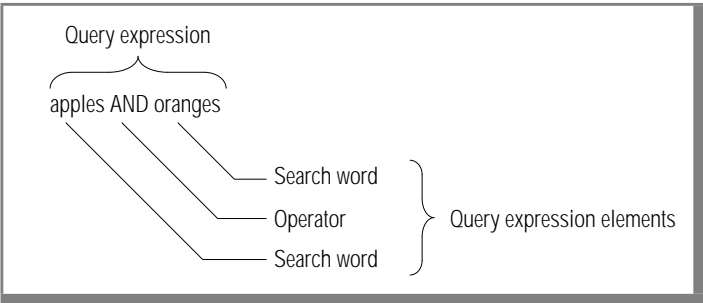 Query expression
apples AND oranges
Search word
Operator
Query expression elements
Search word